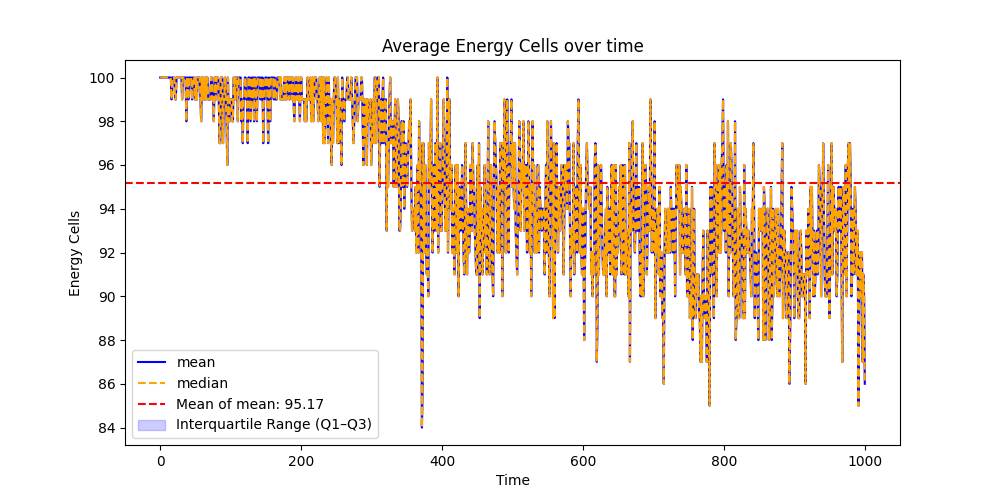 Average Energy Cells over time
Energy Cells
100
98
96
94
92
90
88
86
84
mean
median
Mean of mean: 95.17
Interquartile Range (Q1–Q3)
0
200
400
600
800
1000
Time